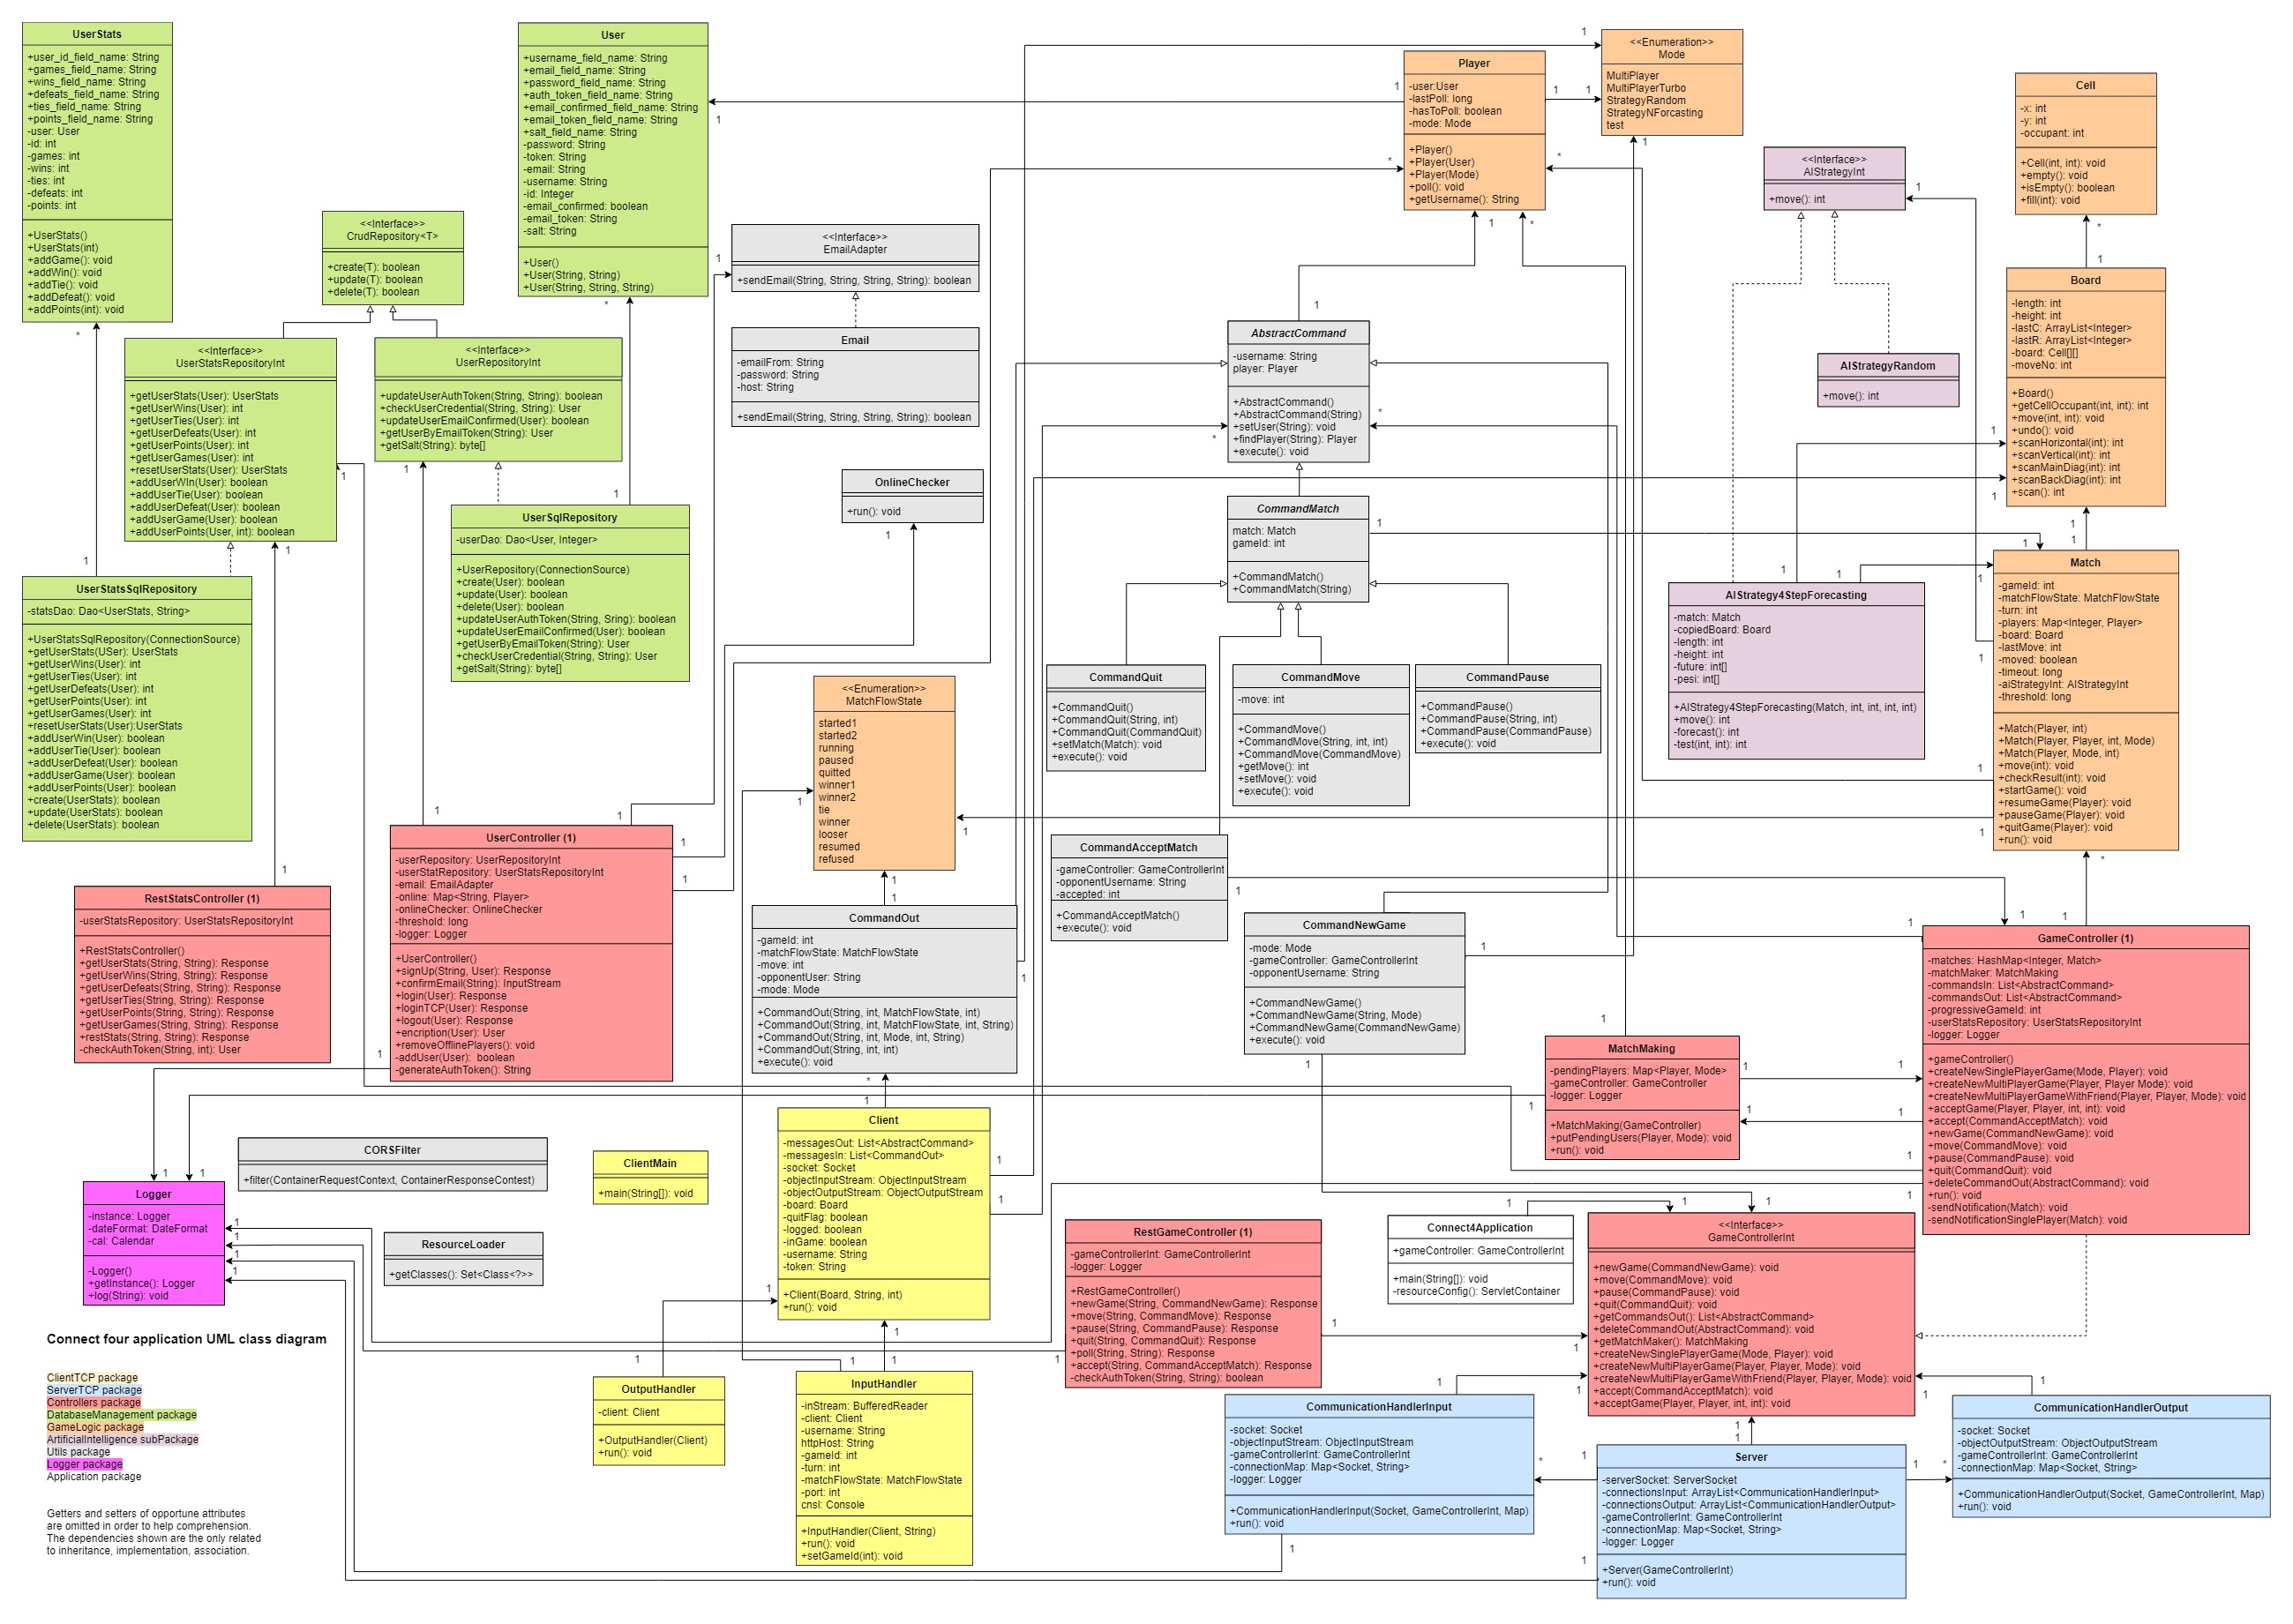 UserStats
+user_id_field_name: String
+games_field_name: String
+wins_field_name: String
+defeats_field_name: String
+ties_field_name: String
+points_field_name: String
-user: User
-id: int
-games: int
-wins: int
-ties: int
-defeats: int
-points: int
+UserStats()
+UserStats(int)
+addGame(): void
+addWin(): void
+addTie(): void
+addDefeat(): void
+addPoints(int): void
User
+username_field_name: String
+email_field_name: String
+password_field_name: String
+auth_token_field_name: String
+email_confirmed_field_name: String
+email_token_field_name: String
+salt_field_name: String
-password: String
-token: String
-email: String
-username: String
-id: Integer
-email_confirmed: boolean
-email_token: String
-salt: String
+User()
+User(String, String)
+User(String, String, String)
<<Interface>>
CrudRepository<T>
+create(T): boolean
+update(T): boolean
+delete(T): boolean
<<Interface>>
EmailAdapter
+sendEmail(String, String, String, String): boolean
Email
-emailFrom: String
-password: String
-host: String
+sendEmail(String, String, String, String): boolean
<<Interface>>
UserStatsRepositoryInt
+getUserStats(User): UserStats
+getUserWins(User): int
+getUserTies(User): int
+getUserDefeats(User): int
+getUserPoints(User): int
+getUserGames(User): int
+resetUserStats(User): UserStats
+addUserWIn(User): boolean
+addUserTie(User): boolean
+addUserDefeat(User): boolean
+addUserGame(User): boolean
+addUserPoints(User, int): boolean
<<Interface>>
UserRepositoryInt
+updateUserAuthToken(String, String): boolean
+checkUserCredential(String, String): User
+updateUserEmailConfirmed(User): boolean
+getUserByEmailToken(String): User
+getSalt(String): byte[]
OnlineChecker
+run(): void
UserSqlRepository
-userDao: Dao<User, Integer>
+UserRepository(ConnectionSource)
+create(User): boolean
+update(User): boolean
+delete(User): boolean
+updateUserAuthToken(String, Sring): boolean
+updateUserEmailConfirmed(User): boolean
+getUserByEmailToken(String): User
+checkUserCredential(String, String): User
+getSalt(String): byte[]
UserStatsSqlRepository
-statsDao: Dao<UserStats, String>
+UserStatsSqlRepository(ConnectionSource)
+getUserStats(USer): UserStats
+getUserWins(User): int
+getUserTies(User): int
+getUserDefeats(User): int
+getUserPoints(User): int
+getUserGames(User): int
+resetUserStats(User):UserStats
+addUserWin(User): boolean
+addUserTie(User): boolean
+addUserDefeat(User): boolean
+addUserGame(User): boolean
+addUserPoints(User): boolean
+create(UserStats): boolean
+update(UserStats): boolean
+delete(UserStats): boolean
Player
-user:User
-lastPoll: long
-hasToPoll: boolean
-mode: Mode
+Player()
+Player(User)
+Player(Mode)
+poll(): void
+getUsername(): String
<<Enumeration>>
Mode
MultiPlayer
MultiPlayerTurbo
StrategyRandom
StrategyNForcasting
test
<<Interface>>
AIStrategyInt
+move(): int
Cell
-x: int
-y: int
-occupant: int
+Cell(int, int): void
+empty(): void
+isEmpty(): boolean
+fill(int): void
Board
-length: int
-height: int
-lastC: ArrayList<Integer>
-lastR: ArrayList<Integer>
-board: Cell[][]
-moveNo: int
+Board()
+getCellOccupant(int, int): int
+move(int, int): void
+undo(): void
+scanHorizontal(int): int
+scanVertical(int): int
+scanMainDiag(int): int
+scanBackDiag(int): int
+scan(): int
AbstractCommand
-username: String
player: Player
+AbstractCommand()
+AbstractCommand(String)
+setUser(String): void
+findPlayer(String): Player
+execute(): void
AIStrategyRandom
+move(): int
CommandMatch
match: Match
gameId: int
+CommandMatch()
+CommandMatch(String)
AIStrategy4StepForecasting
-match: Match
-copiedBoard: Board
-length: int
-height: int
-future: int[]
-pesi: int[]
+AIStrategy4StepForecasting(Match, int, int, int, int)
+move(): int
-forecast(): int
-test(int, int): int
Match
-gameId: int
-matchFlowState: MatchFlowState
-turn: int
-players: Map<Integer, Player>
-board: Board
-lastMove: int
-moved: boolean
-timeout: long
-aiStrategyInt: AIStrategyInt
-threshold: long
+Match(Player, int)
+Match(Player, Player, int, Mode)
+Match(Player, Mode, int)
+move(int): void
+checkResult(int): void
+startGame(): void
+resumeGame(Player): void
+pauseGame(Player): void
+quitGame(Player): void
+run(): void
CommandQuit
+CommandQuit()
+CommandQuit(String, int)
+CommandQuit(CommandQuit)
+setMatch(Match): void
+execute(): void
CommandMove
-move: int
+CommandMove()
+CommandMove(String, int, int)
+CommandMove(CommandMove)
+getMove(): int
+setMove(): void
+execute(): void
CommandPause
+CommandPause()
+CommandPause(String, int)
+CommandPause(CommandPause)
+execute(): void
<<Enumeration>>
MatchFlowState
started1
started2
running
paused
quitted
winner1
winner2
tie
winner
looser
resumed
refused
UserController (1)
-userRepository: UserRepositoryInt
-userStatRepository: UserStatsRepositoryInt
-email: EmailAdapter
-online: Map<String, Player>
-onlineChecker: OnlineChecker
-threshold: long
-logger: Logger
+UserController()
+signUp(String, User): Response
+confirmEmail(String): InputStream
+login(User): Response
+loginTCP(User): Response
+logout(User): Response
+encription(User): User
+removeOfflinePlayers(): void
-addUser(User): boolean
-generateAuthToken(): String
RestStatsController (1)
-userStatsRepository: UserStatsRepositoryInt
+RestStatsController()
+getUserStats(String, String): Response
+getUserWins(String, String): Response
+getUserDefeats(String, String): Response
+getUserTies(String, String): Response
+getUserPoints(String, String): Response
+getUserGames(String, String): Response
+restStats(String, String): Response
-checkAuthToken(String, int): User
CommandOut
-gameId: int
-matchFlowState: MatchFlowState
-move: int
-opponentUser: String
-mode: Mode
+CommandOut(String, int, MatchFlowState, int)
+CommandOut(String, int, MatchFlowState, int, String)
+CommandOut(String, int, Mode, int, String)
+CommandOut(String, int, int)
+execute(): void
CommandAcceptMatch
-gameController: GameControllerInt
-opponentUsername: String
-accepted: int
+CommandAcceptMatch()
+execute(): void
CommandNewGame
-mode: Mode
-gameController: GameControllerInt
-opponentUsername: String
+CommandNewGame()
+CommandNewGame(String, Mode)
+CommandNewGame(CommandNewGame)
+execute(): void
GameController (1)
-matches: HashMap<Integer, Match>
-matchMaker: MatchMaking
-commandsIn: List<AbstractCommand>
-commandsOut: List<AbstractCommand>
-progressiveGameId: int
-userStatsRepository: UserStatsRepositoryInt
-logger: Logger
+gameController()
+createNewSinglePlayerGame(Mode, Player): void
+createNewMultiPlayerGame(Player, Player Mode): void
+createNewMultiPlayerGameWithFriend(Player, Player, Mode): void
+acceptGame(Player, Player, int, int): void
+accept(CommandAcceptMatch): void
+newGame(CommandNewGame): void
+move(CommandMove): void
+pause(CommandPause): void
+quit(CommandQuit): void
+deleteCommandOut(AbstractCommand): void
+run(): void
-sendNotification(Match): void
-sendNotificationSinglePlayer(Match): void
MatchMaking
-pendingPlayers: Map<Player, Mode>
-gameController: GameController
-logger: Logger
+MatchMaking(GameController)
+putPendingUsers(Player, Mode): void
+run(): void
Client
-messagesOut: List<AbstractCommand>
-messagesIn: List<CommandOut>
-socket: Socket
-objectInputStream: ObjectInputStream
-objectOutputStream: ObjectOutputStream
-board: Board
-quitFlag: boolean
-logged: boolean
-inGame: boolean
-username: String
-token: String
+Client(Board, String, int)
+run(): void
CORSFilter
+filter(ContainerRequestContext, ContainerResponseContest)
ClientMain
+main(String[]): void
Logger
-instance: Logger
-dateFormat: DateFormat
-cal: Calendar
-Logger()
+getInstance(): Logger
+log(String): void
ResourceLoader
+getClasses(): Set<Class<?>>
RestGameController (1)
-gameControllerInt: GameControllerInt
-logger: Logger
+RestGameController()
+newGame(String, CommandNewGame): Response
+move(String, CommandMove): Response
+pause(String, CommandPause): Response
+quit(String, CommandQuit): Response
+poll(String, String): Response
+accept(String, CommandAcceptMatch): Response
-checkAuthToken(String, String): boolean
Connect4Application
+gameController: GameControllerInt
+main(String[]): void
-resourceConfig(): ServletContainer
<<Interface>>
GameControllerInt
+newGame(CommandNewGame): void
+move(CommandMove): void
+pause(CommandPause): void
+quit(CommandQuit): void
+getCommandsOut(): List<AbstractCommand>
+deleteCommandOut(AbstractCommand): void
+getMatchMaker(): MatchMaking
+createNewSinglePlayerGame(Mode, Player): void
+createNewMultiPlayerGame(Player, Player, Mode): void
+createNewMultiPlayerGameWithFriend(Player, Player, Mode): void
+accept(CommandAcceptMatch): void
+acceptGame(Player, Player, int, int): void
OutputHandler
-client: Client
+OutputHandler(Client)
+run(): void
InputHandler
-inStream: BufferedReader
-client: Client
-username: String
httpHost: String
-gameId: int
-turn: int
-matchFlowState: MatchFlowState
-port: int
cnsl: Console
+InputHandler(Client, String)
+run(): void
+setGameId(int): void
CommunicationHandlerInput
-socket: Socket
-objectInputStream: ObjectInputStream
-gameControllerInt: GameControllerInt
-connectionMap: Map<Socket, String>
-logger: Logger
+CommunicationHandlerInput(Socket, GameControllerInt, Map)
+run(): void
Server
-serverSocket: ServerSocket
-connectionsInput: ArrayList<CommunicationHandlerInput>
-connectionsOutput: ArrayList<CommunicationHandlerOutput>
-gameControllerInt: GameControllerInt
-connectionMap: Map<Socket, String>
-logger: Logger
+Server(GameControllerInt)
+run(): void
CommunicationHandlerOutput
-socket: Socket
-objectOutputStream: ObjectOutputStream
-gameControllerInt: GameControllerInt
-connectionMap: Map<Socket, String>
+CommunicationHandlerOutput(Socket, GameControllerInt, Map)
+run(): void
Connect four application UML class diagram
ClientTCP package
ServerTCP package
Controllers package
DatabaseManagement package
GameLogic package
ArtificialIntelligence subPackage
Utils package
Logger package
Application package
Getters and setters of opportune attributes
are omitted in order to help comprehension.
The dependencies shown are the only related
to inheritance, implementation, association.